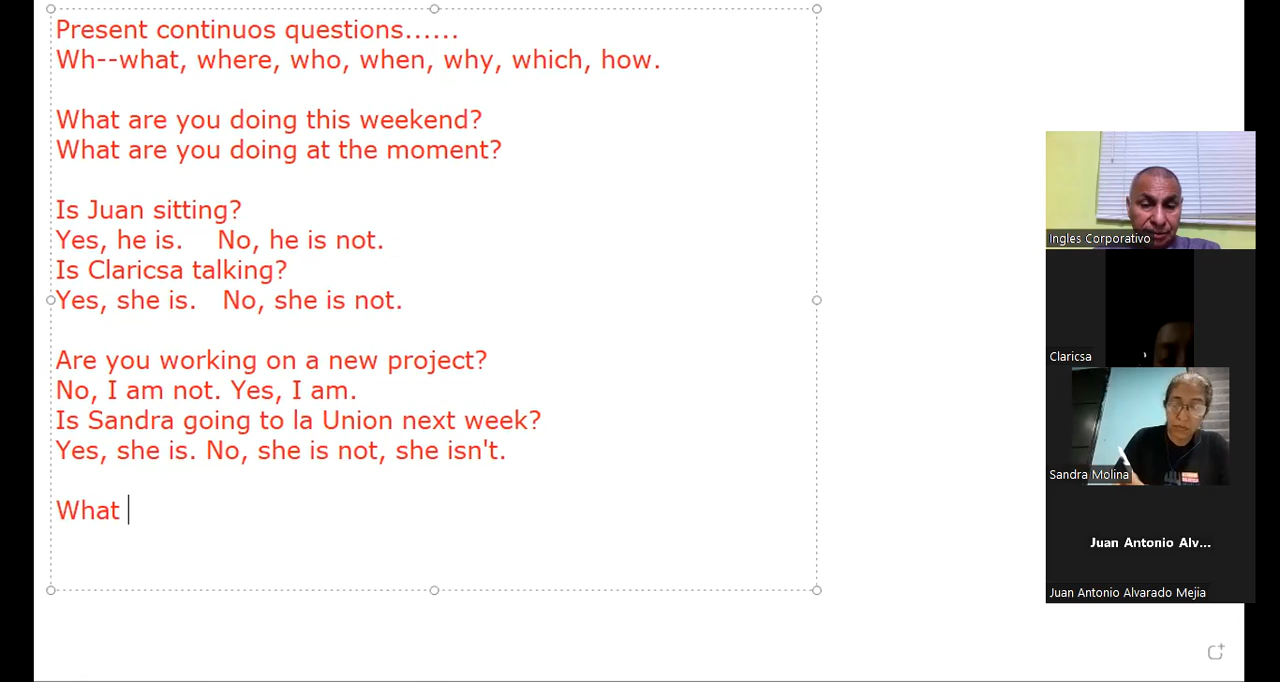 Present continuos questions......
Wh--what, where, who, when, why, which, how.
What are you doing this weekend?
What are you doing at the moment?
Is Juan sitting?
Yes, he is. No, he is not.
Is Claricsa talking?
Yes, she is. No, she is not.
Are you working on a new project?
No, I am not. Yes, I am.
Is Sandra going to la Union next week?
Yes, she is. No, she is not, she isn't.
What
Ingles Corporativo
Claricsa
Sandra Molina
Juan Antonio Alv...
Juan Antonio Alvarado Mejia